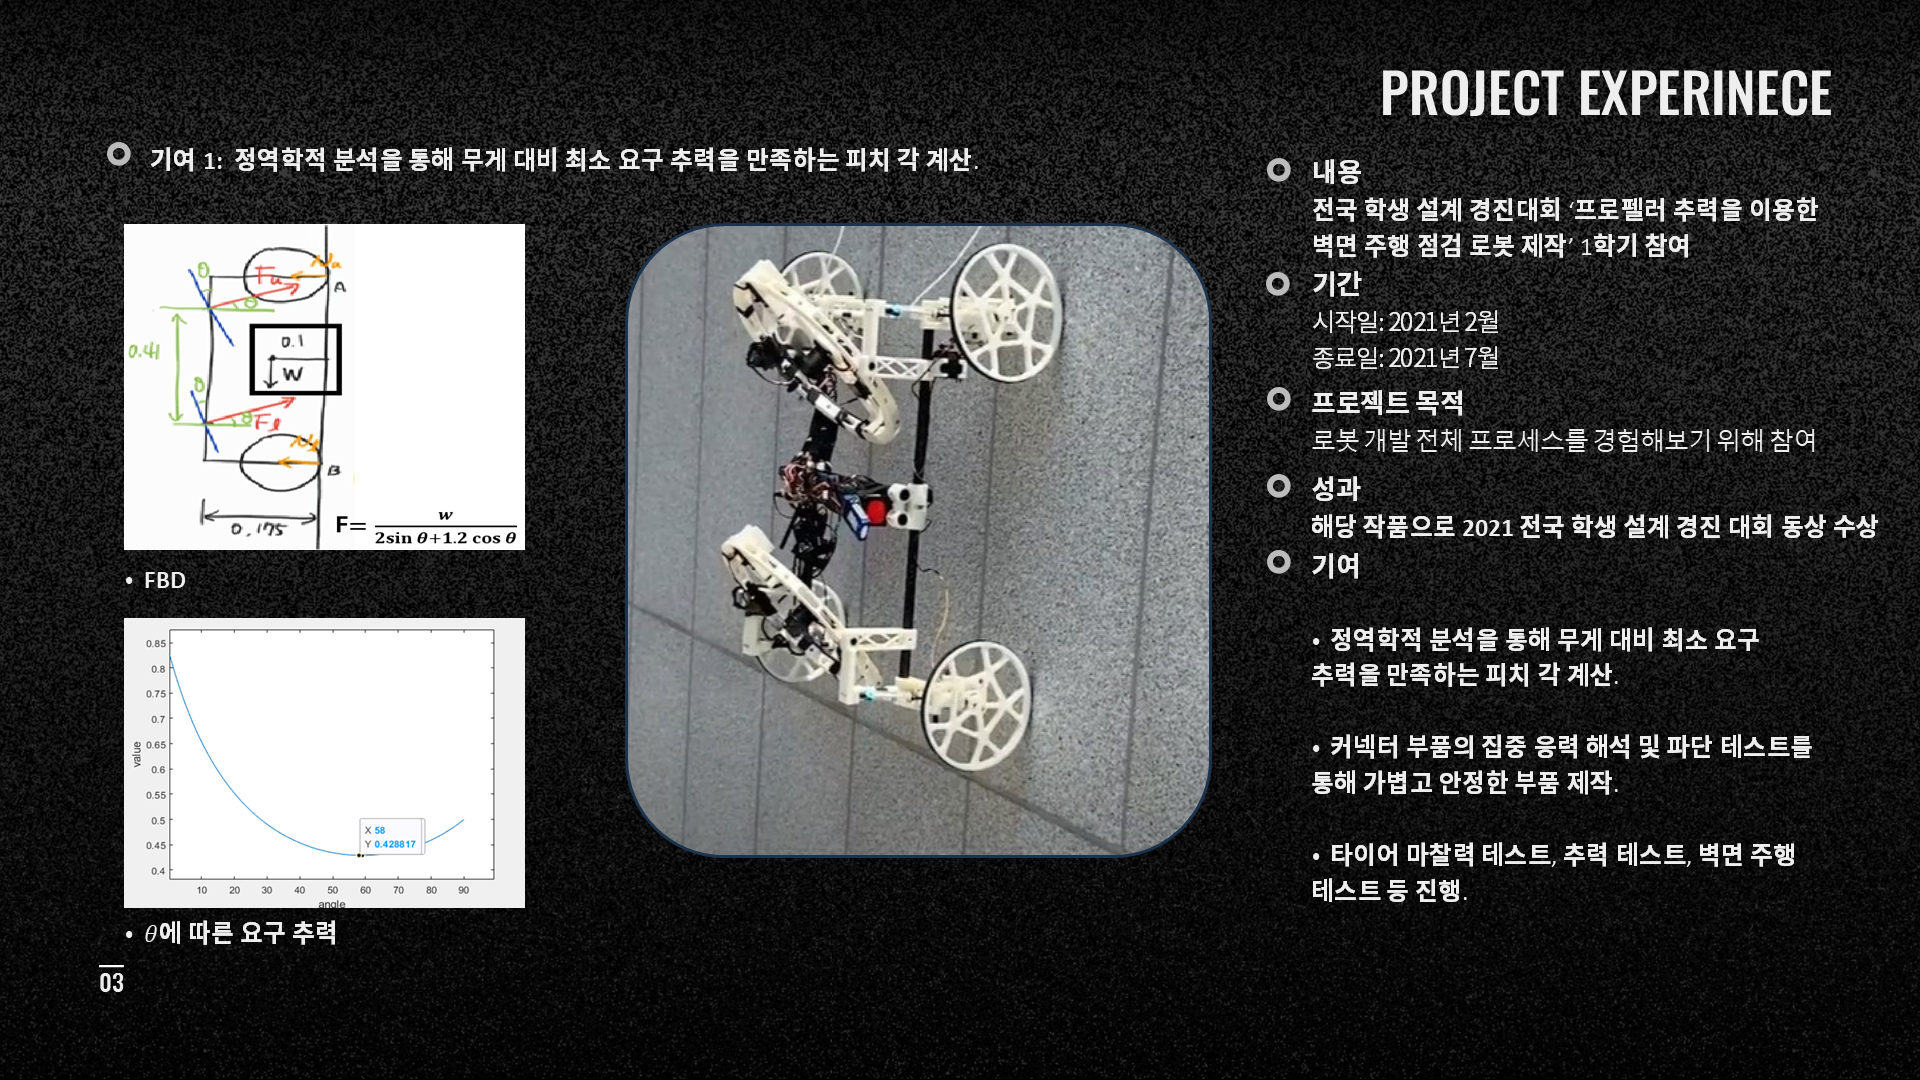 PROJECT EXPERINECE
기여 1: 정역학적 분석을 통해 무게 대비 최소 요구 추력을 만족하는 피치 각 계산.
θ
Fu
Nu
A
θ
0.41
0.1
W
θ
θ
Fl
B
0.175
F= w
2sin θ+1.2 cos θ
• FBD
0.85
0.8
0.75
0.7
0.65
0.6
0.55
0.5
0.45
0.4
value
X 58
Y 0.428817
10 20 30 40 50 60 70 80 90
angle
• θ에 따른 요구 추력
03
내용
전국 학생 설계 경진대회 ‘프로펠러 추력을 이용한
벽면 주행 점검 로봇 제작’ 1학기 참여
기간
시작일: 2021년 2월
종료일: 2021년 7월
프로젝트 목적
로봇 개발 전체 프로세스를 경험해보기 위해 참여
성과
해당 작품으로 2021 전국 학생 설계 경진 대회 동상 수상
기여
• 정역학적 분석을 통해 무게 대비 최소 요구
추력을 만족하는 피치 각 계산.
• 커넥터 부품의 집중 응력 해석 및 파단 테스트를
통해 가볍고 안정한 부품 제작.
• 타이어 마찰력 테스트, 추력 테스트, 벽면 주행
테스트 등 진행.